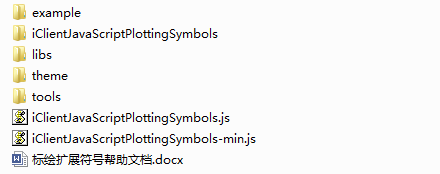 example
iClientJavaScriptPlottingSymbols
libs
theme
tools
iClientJavaScriptPlottingSymbols.js
iClientJavaScriptPlottingSymbols-min.js
标绘扩展符号帮助文档.docx